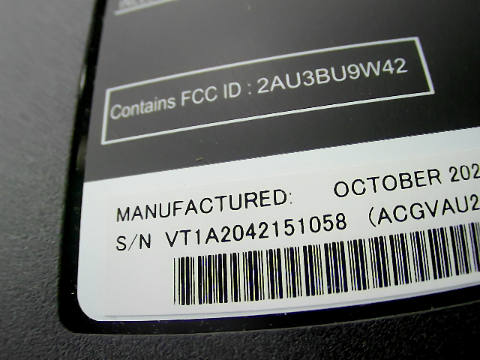 Contains FCC ID : 2AU3BU9W42
MANUFACTURED: OCTOBER 202
S/N VT1A2042151058 (ACGVAU2